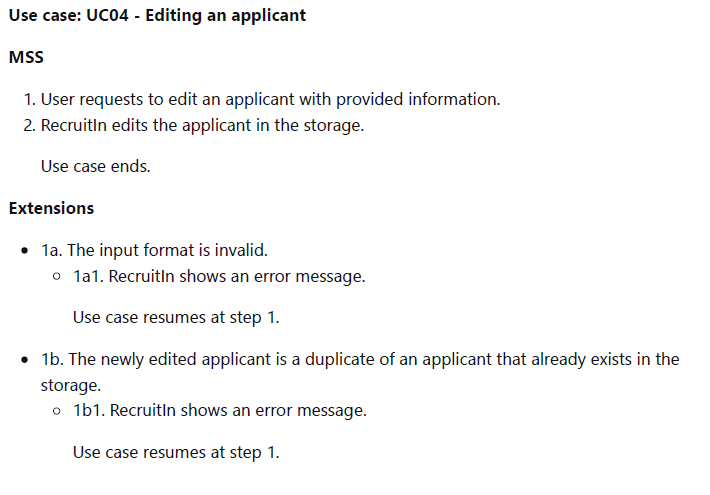 Use case: UC04 - Editing an applicant
MSS
1. User requests to edit an applicant with provided information.
2. RecruitIn edits the applicant in the storage.
Use case ends.
Extensions
• 1a. The input format is invalid.
◦ 1a1. RecruitIn shows an error message.
Use case resumes at step 1.
• 1b. The newly edited applicant is a duplicate of an applicant that already exists in the
storage.
◦ 1b1. RecruitIn shows an error message.
Use case resumes at step 1.